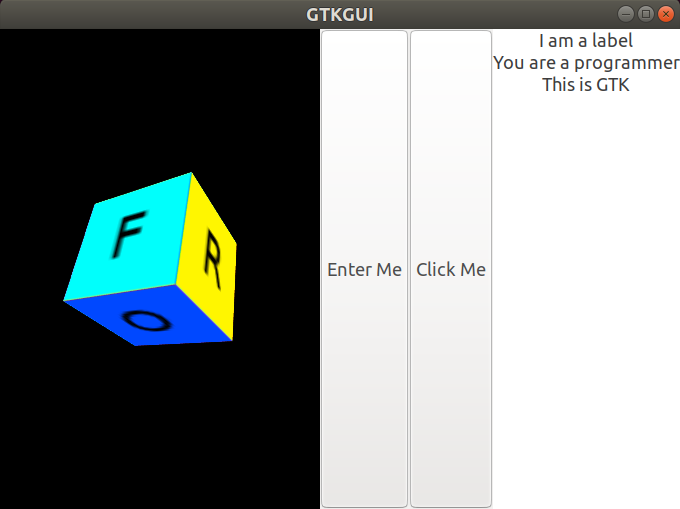 GTKGUI
F
R
O
Enter Me
Click Me
I am a label
You are a programmer
This is GTK